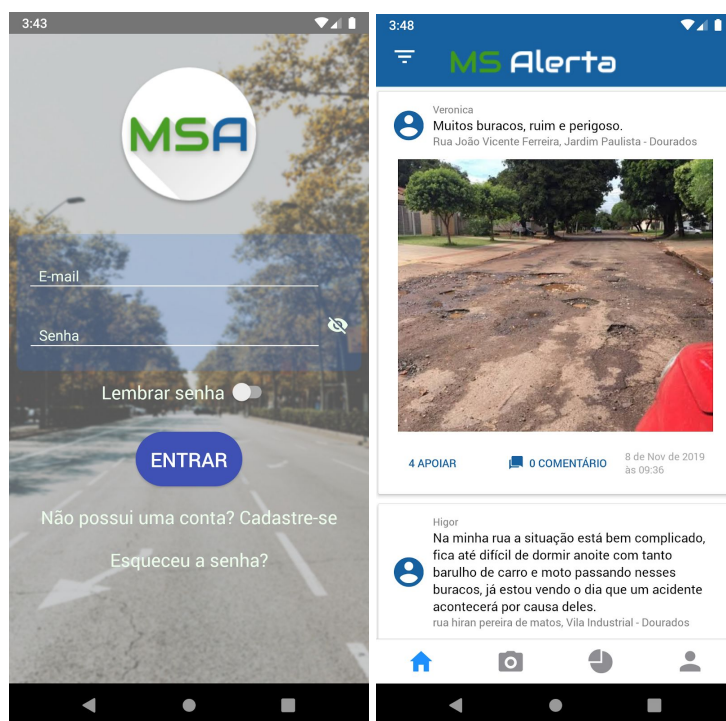 3:43
MSA
E-mail
Senha
Lembrar senha
ENTRAR
Não possui uma conta? Cadastre-se
Esqueceu a senha?
3:48
MS Alerta
Veronica
Muitos buracos, ruim e perigoso.
Rua João Vicente Ferreira, Jardim Paulista - Dourados
4 APOIAR
0 COMENTÁRIO
8 de Nov de 2019
às 09:36
Higor
Na minha rua a situação está bem complicado,
fica até difícil de dormir anoite com tanto
barulho de carro e moto passando nesses
buracos, já estou vendo o dia que um acidente
acontecerá por causa deles.
rua hiran pereira de matos, Vila Industrial - Dourados